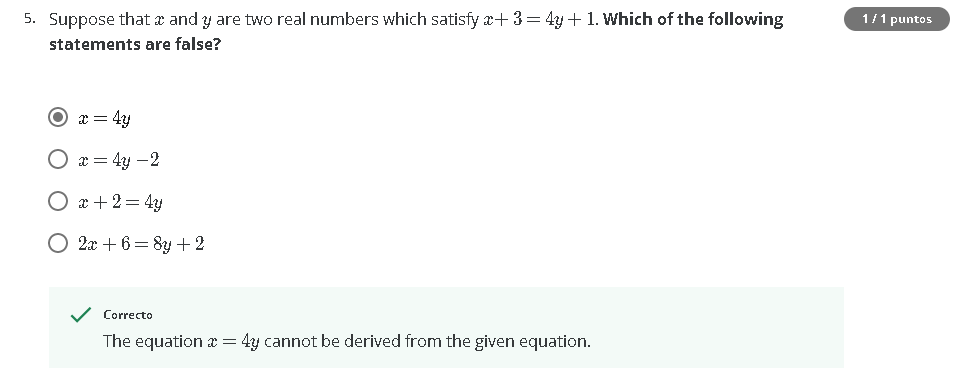 5. Suppose that x and y are two real numbers which satisfy x+ 3 = 4y + 1. Which of the following
statements are false?
1 / 1 puntos
x = 4y
x = 4y −2
x + 2 = 4y
2x + 6 = 8y + 2
Correcto
The equation x = 4y cannot be derived from the given equation.